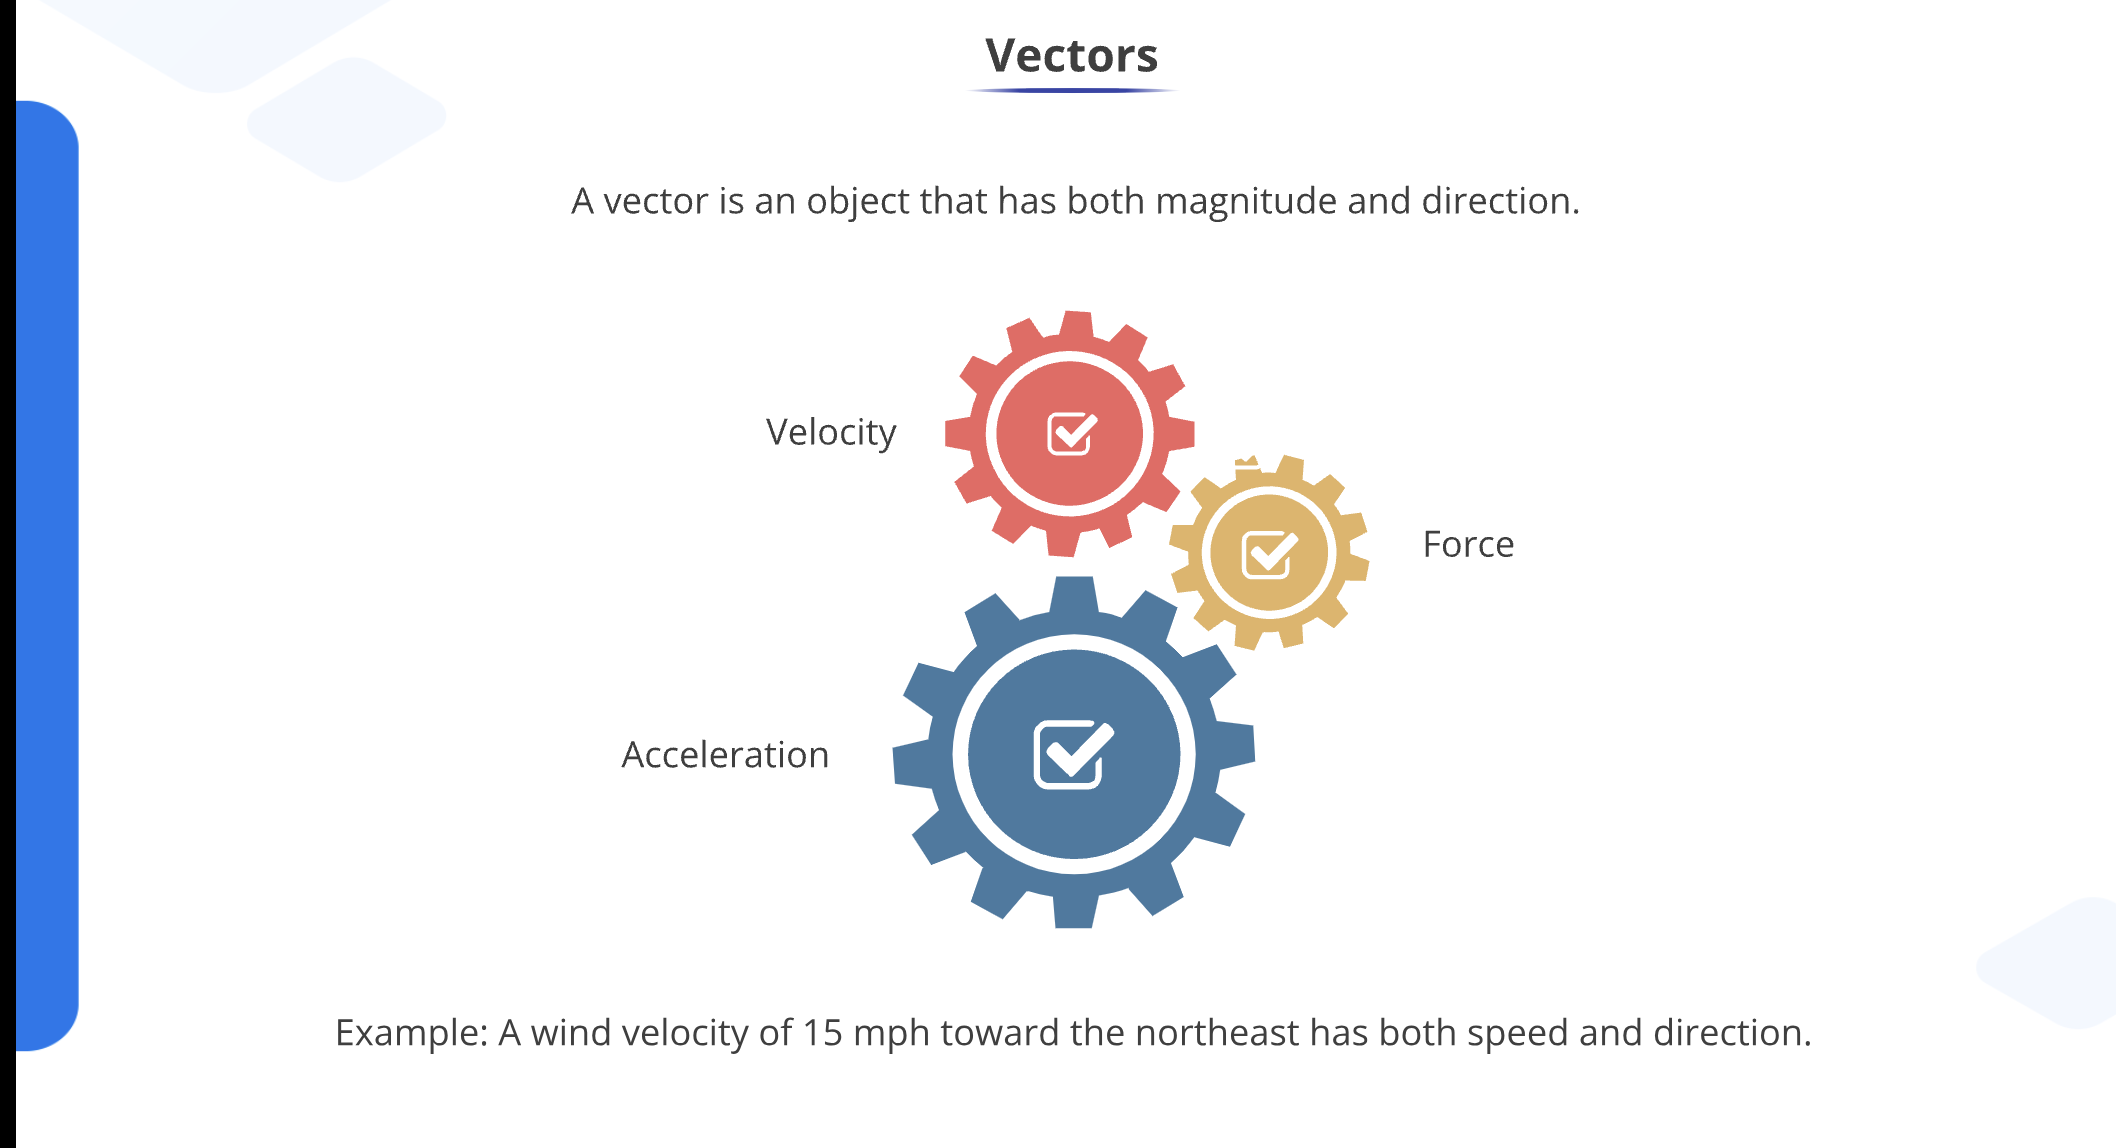 Vectors
A vector is an object that has both magnitude and direction.
Velocity
Force
Acceleration
Example: A wind velocity of 15 mph toward the northeast has both speed and direction.